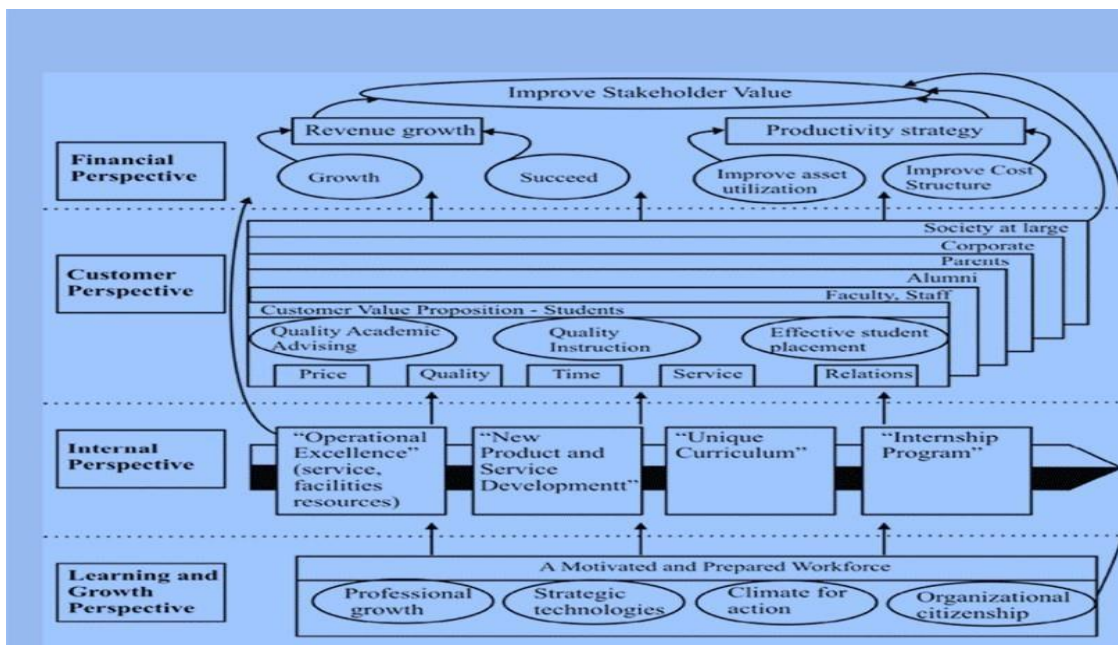 Improve Stakeholder Value
Revenue growth
Productivity strategy
Financial
Perspective
Growth
Succeed
Improve asset
utilization
Improve Cost
Structure
Society at large
Corporate
Parents
Alumni
Faculty, Staff
Customer
Perspective
Customer Value Proposition - Students
Quality Academic
Advising
Quality
Instruction
Effective student
placement
Price
Quality
Time
Service
Relations
Internal
Perspective
“Operational
Excellence”
(service,
facilities
resources)
“New
Product and
Service
Developmentt”
“Unique
Curriculum”
“Internship
Program”
Learning and
Growth
Perspective
A Motivated and Prepared Workforce
Professional
growth
Strategic
technologies
Climate for
action
Organizational
citizenship